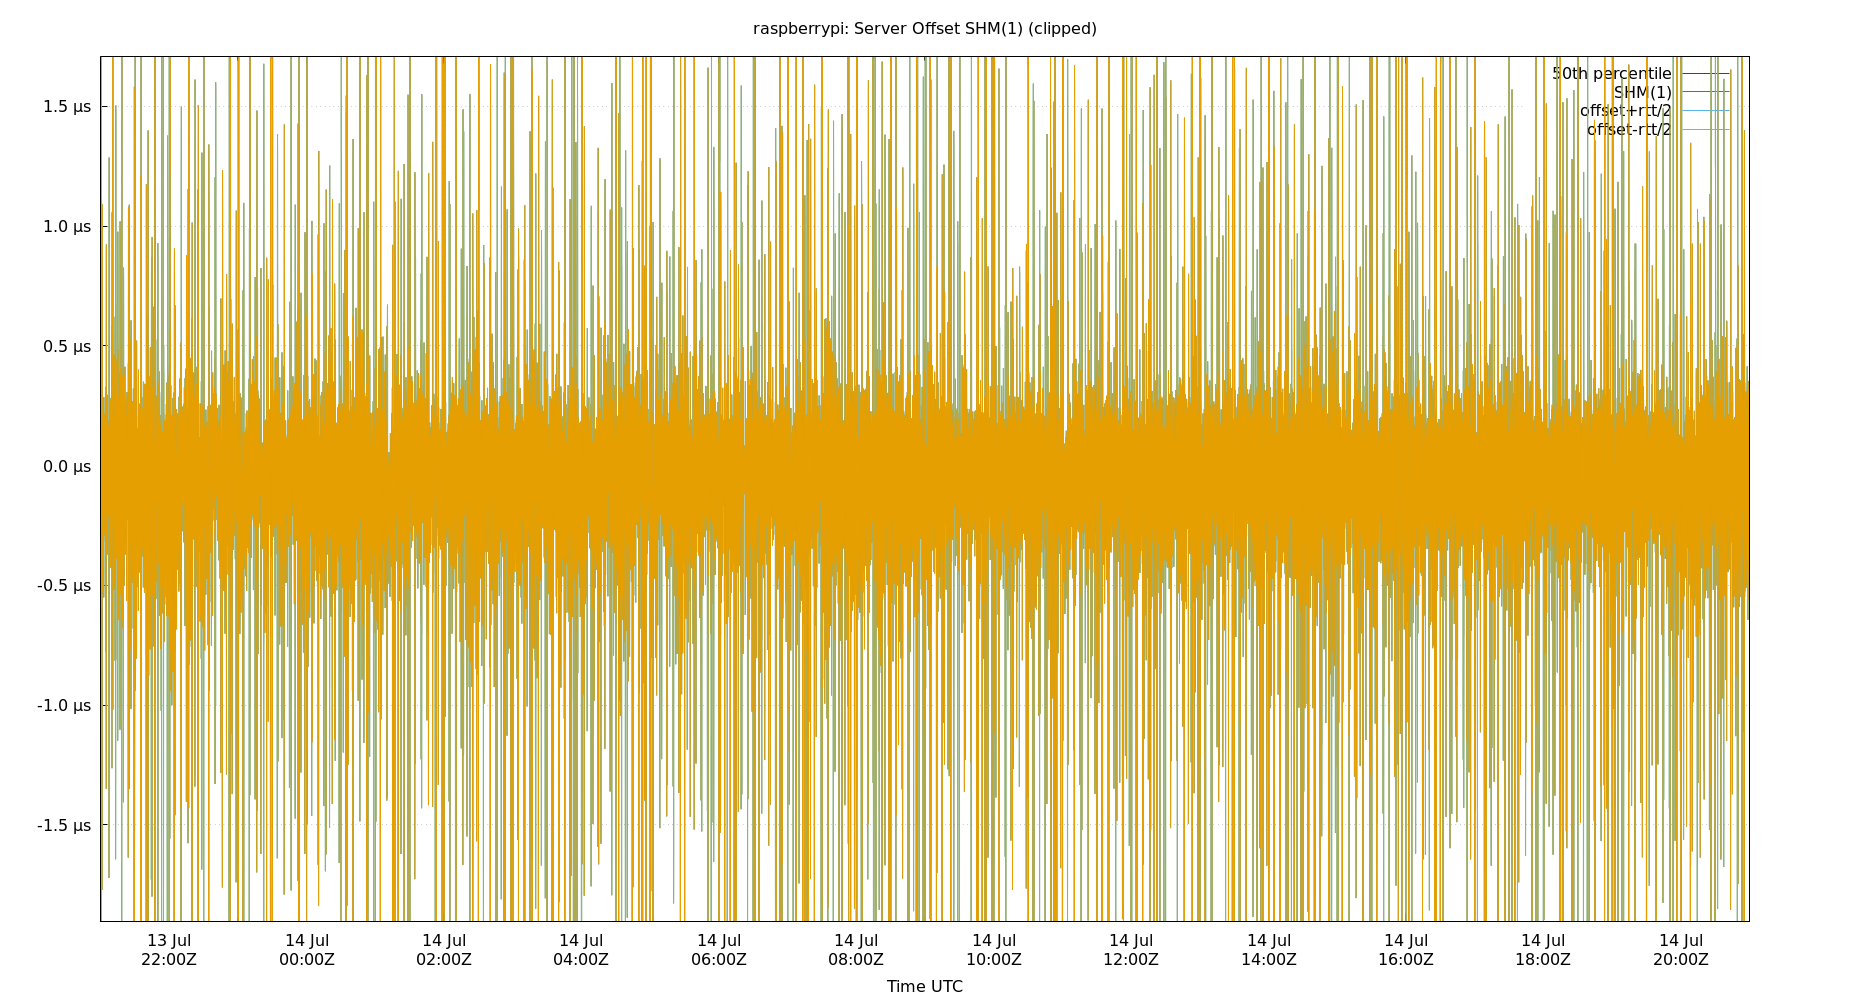 raspberrypi: Server Offset SHM(1) (clipped)
50th percentile
SHM(1)
offset+rtt/2
offset-rtt/2
1.5 µs
1.0 µs
0.5 µs
0.0 µs
-0.5 µs
-1.0 µs
-1.5 µs
13 Jul 14 Jul 14 Jul 14 Jul 14 Jul 14 Jul 14 Jul 14 Jul 14 Jul 14 Jul 14 Jul 14 Jul
22:00Z 00:00Z 02:00Z 04:00Z 06:00Z 08:00Z 10:00Z 12:00Z 14:00Z 16:00Z 18:00Z 20:00Z
Time UTC